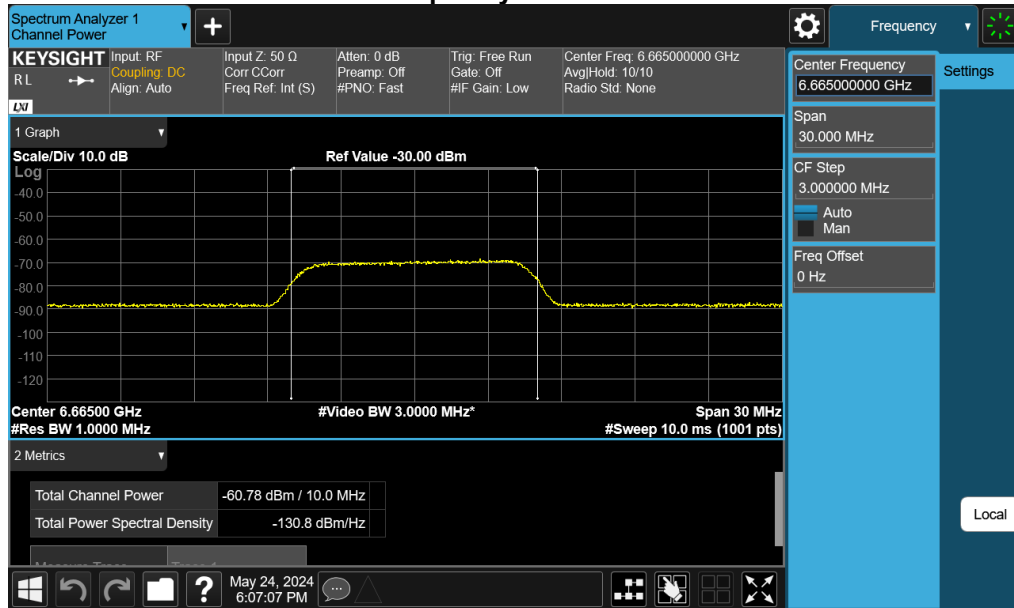 Spectrum Analyzer 1
Channel Power
+
Frequency
KEYSIGHT
R L
LXI
Input: RF
Coupling: DC
Align: Auto
Input Z: 50 Ω
Corr CCorr
Freq Ref: Int (S)
Atten: 0 dB
Preamp: Off
#PNO: Fast
Trig: Free Run
Gate: Off
#IF Gain: Low
Center Freq: 6.665000000 GHz
Avg|Hold: 10/10
Radio Std: None
Center Frequency
6.665000000 GHz
Settings
Span
30.000 MHz
CF Step
3.000000 MHz
Auto
Man
Freq Offset
0 Hz
Local
1 Graph
Scale/Div 10.0 dB
Ref Value -30.00 dBm
Log
-40.0
-50.0
-60.0
-70.0
-80.0
-90.0
-100
-110
-120
Center 6.66500 GHz
#Video BW 3.0000 MHz*
Span 30 MHz
#Res BW 1.0000 MHz
#Sweep 10.0 ms (1001 pts)
2 Metrics
Total Channel Power -60.78 dBm / 10.0 MHz
Total Power Spectral Density -130.8 dBm/Hz
?
May 24, 2024
6:07:07 PM